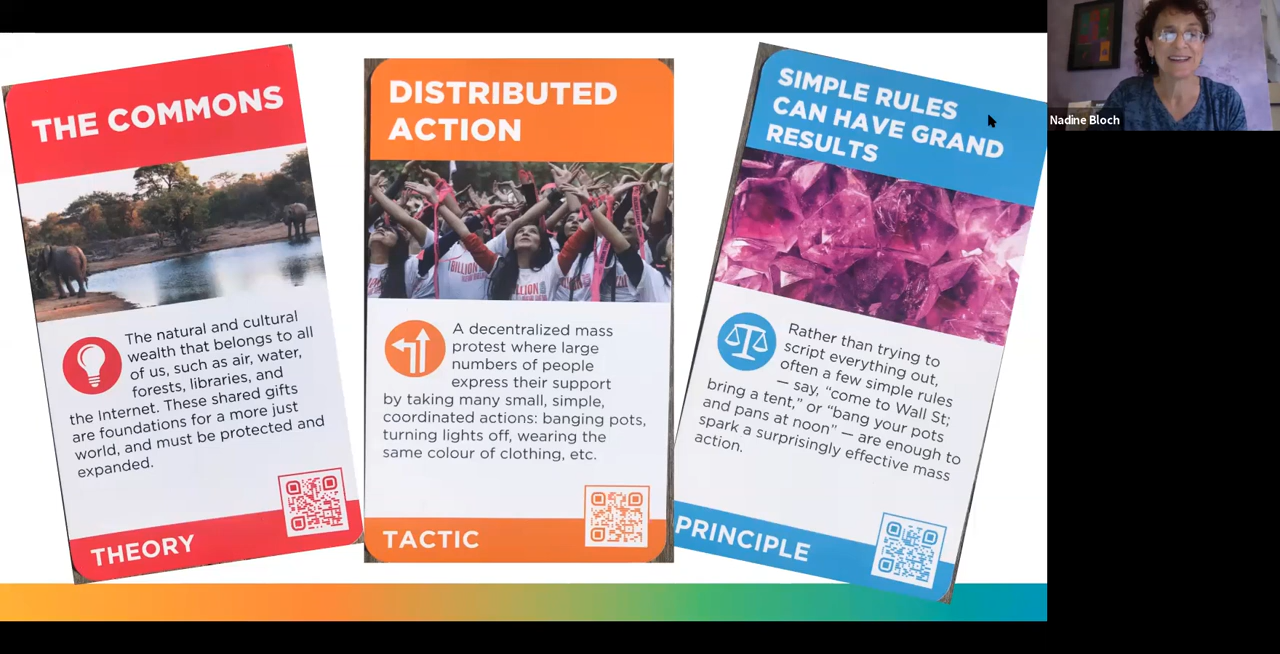 THE COMMONS
The natural and cultural
wealth that belongs to all
of us, such as air, water,
forests, libraries, and
the Internet. These shared gifts
are foundations for a more just
world, and must be protected and
expanded.
THEORY
DISTRIBUTED
ACTION
BILLION
BILLION
A decentralized mass
protest where large
numbers of people
express their support
by taking many small, simple,
coordinated actions: banging pots,
turning lights off, wearing the
same colour of clothing, etc.
TACTIC
SIMPLE RULES
CAN HAVE GRAND
RESULTS
Rather than trying to
script everything out,
often a few simple rules
— say, “come to Wall St;
bring a tent,” or “bang your pots
and pans at noon” — are enough to
spark a surprisingly effective mass
action.
PRINCIPLE
Nadine Bloch